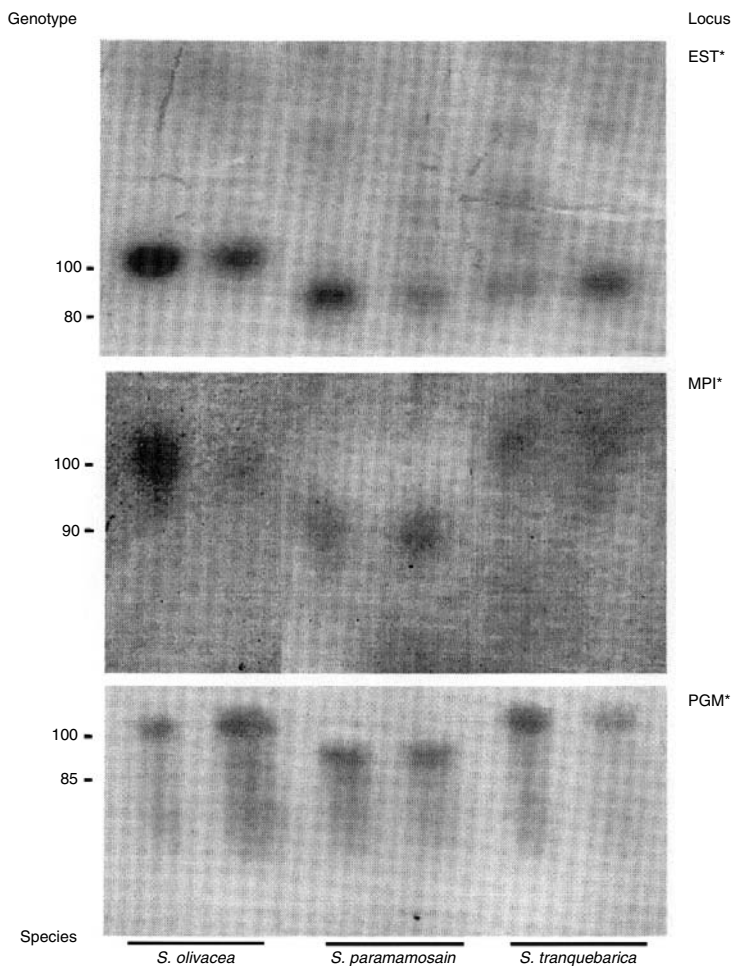 Genotype
Locus
EST*
100
80
MPI*
100
90
PGM*
100
85
Species
S. olivacea
S. paramamosain
S. tranquebarica